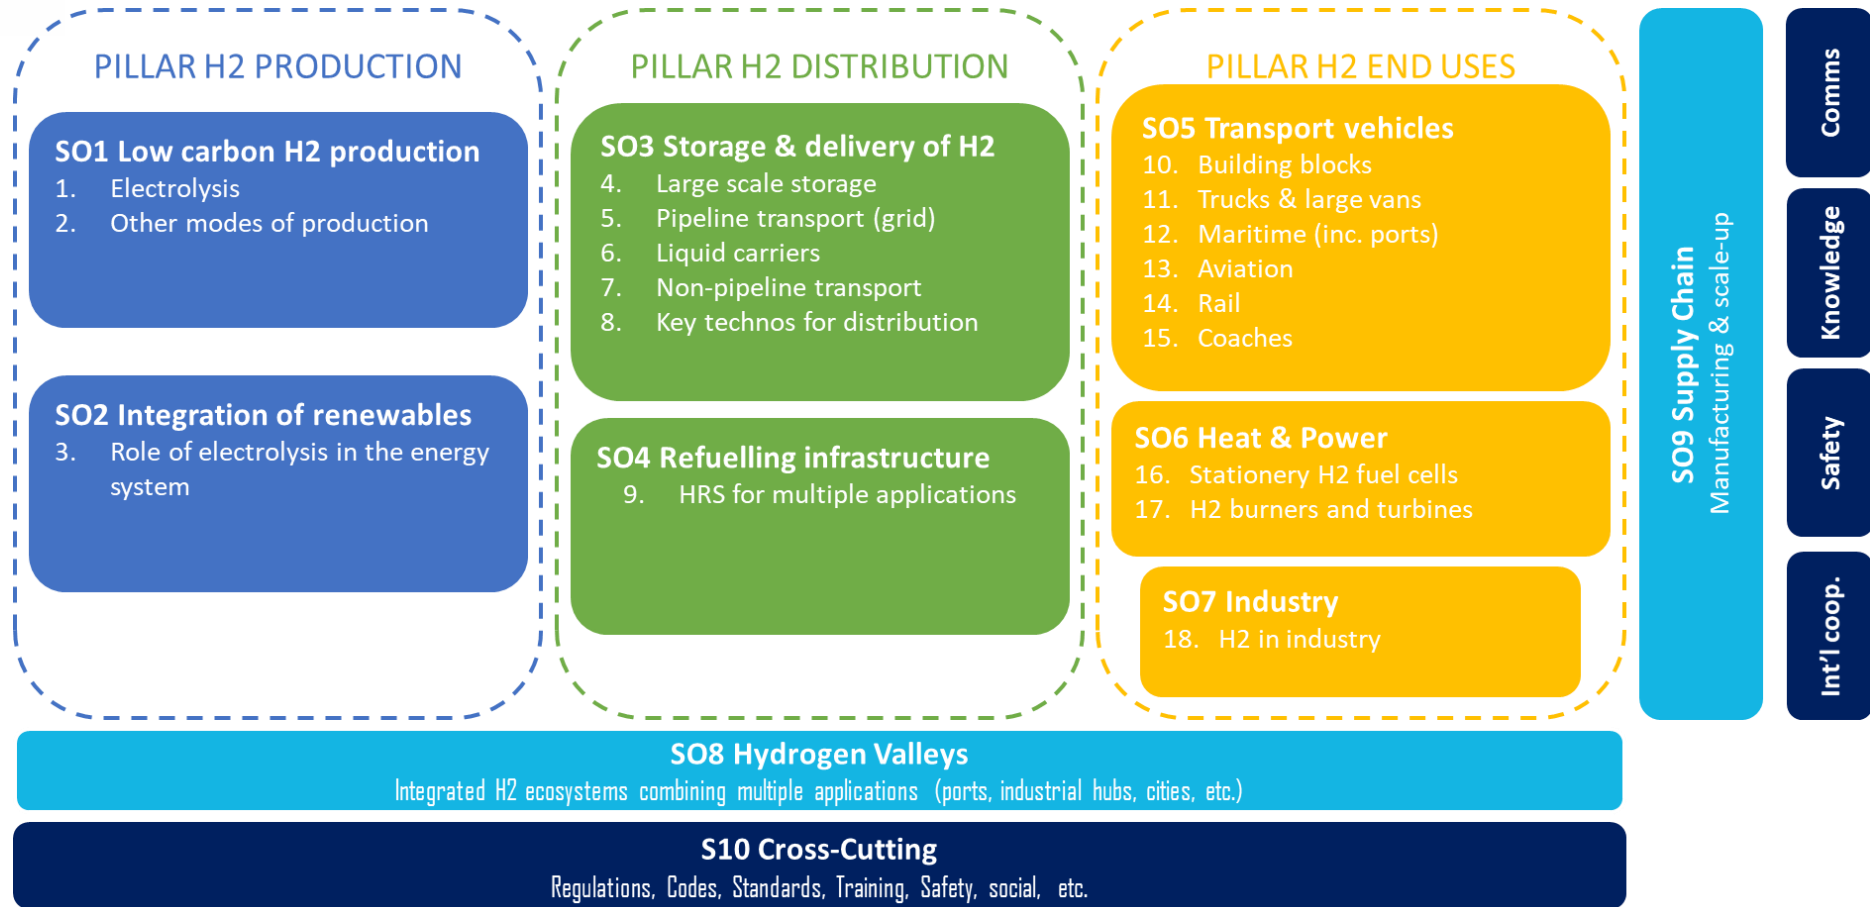 PILLAR H2 PRODUCTION
SO1 Low carbon H2 production
1. Electrolysis
2. Other modes of production
SO2 Integration of renewables
3. Role of electrolysis in the energy
system
PILLAR H2 DISTRIBUTION
SO3 Storage & delivery of H2
4. Large scale storage
5. Pipeline transport (grid)
6. Liquid carriers
7. Non-pipeline transport
8. Key technos for distribution
SO4 Refuelling infrastructure
9. HRS for multiple applications
PILLAR H2 END USES
SO5 Transport vehicles
10. Building blocks
11. Trucks & large vans
12. Maritime (inc. ports)
13. Aviation
14. Rail
15. Coaches
SO6 Heat & Power
16. Stationery H2 fuel cells
17. H2 burners and turbines
SO7 Industry
18. H2 in industry
SO9 Supply Chain
Manufacturing & scale-up
Comms
Knowledge
Safety
Int'l coop.
SO8 Hydrogen Valleys
Integrated H2 ecosystems combining multiple applications (ports, industrial hubs, cities, etc.)
S10 Cross-Cutting
Regulations, Codes, Standards, Training, Safety, social, etc.